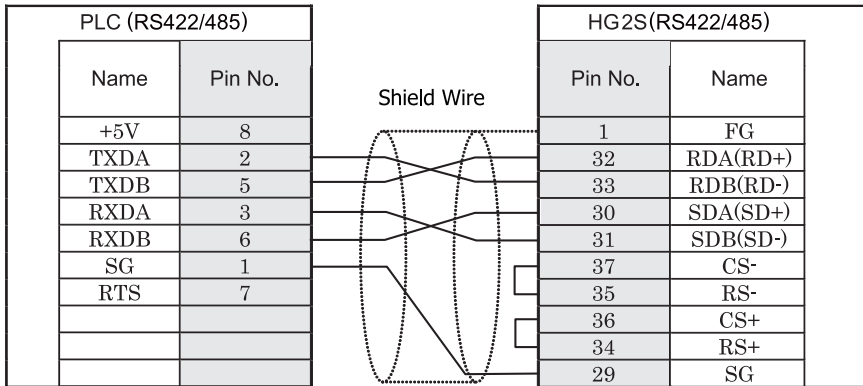 PLC (RS422/485) HG2S(RS422/485)
Name Pin No. Pin No. Name
Shield Wire
+5V 8 1 FG
TXDA 2 32 RDA(RD+)
TXDB 5 33 RDB(RD-)
RXDA 3 30 SDA(SD+)
RXDB 6 31 SDB(SD-)
SG 1 37 CS-
RTS 7 35 RS-
36 CS+
34 RS+
29 SG